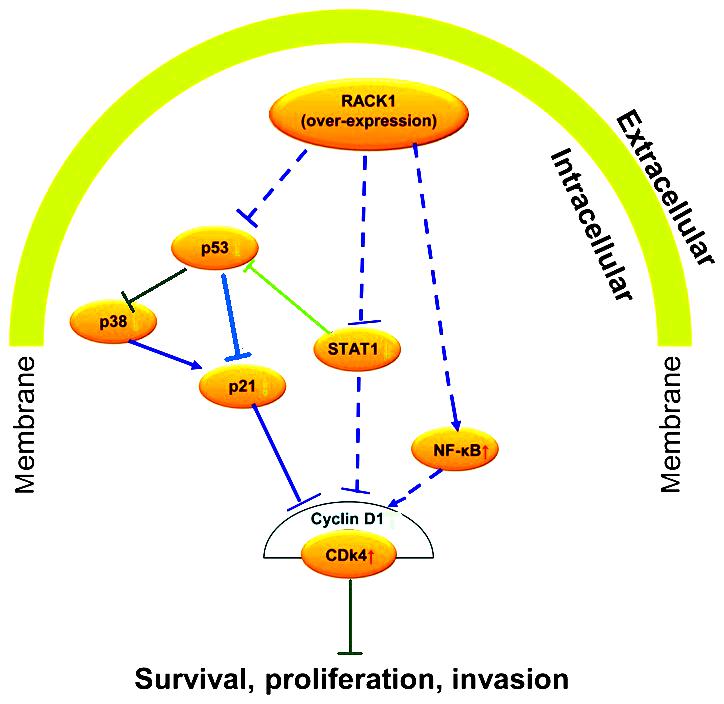 RACK1
(over-expression)
Extracellular
Intracellular
p53
p38
STAT1
p21
Membrane
Membrane
NF-κB↑
Cyclin D1
CDk4↑
Survival, proliferation, invasion